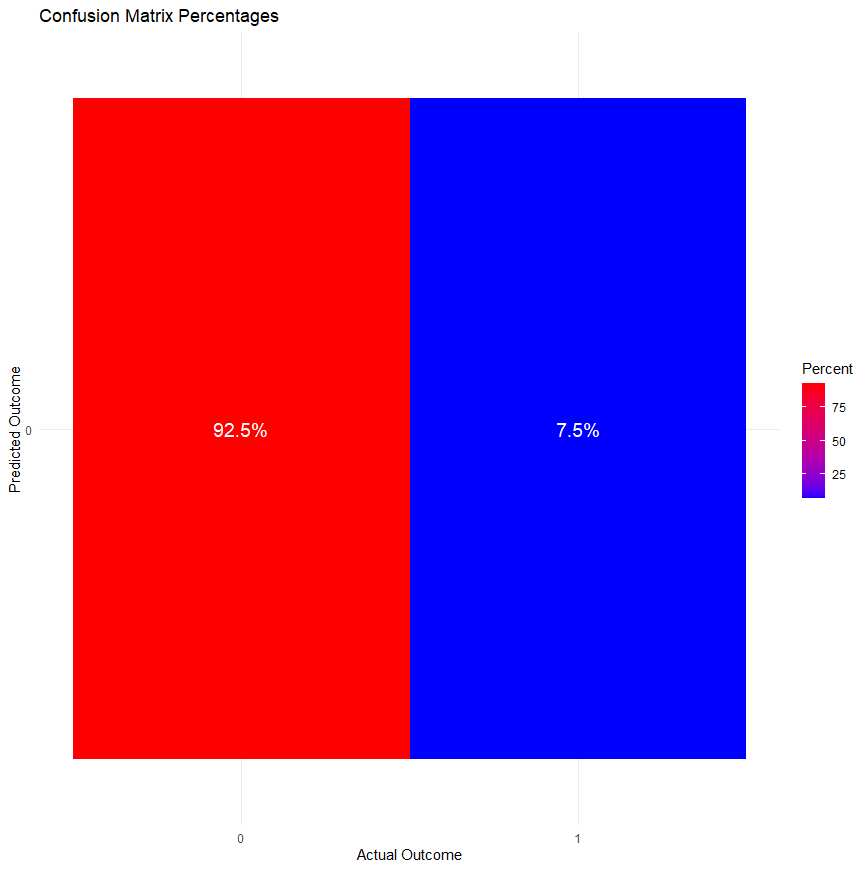 Confusion Matrix Percentages
Predicted Outcome
0
92.5%
7.5%
Percent
75
50
25
0
1
Actual Outcome